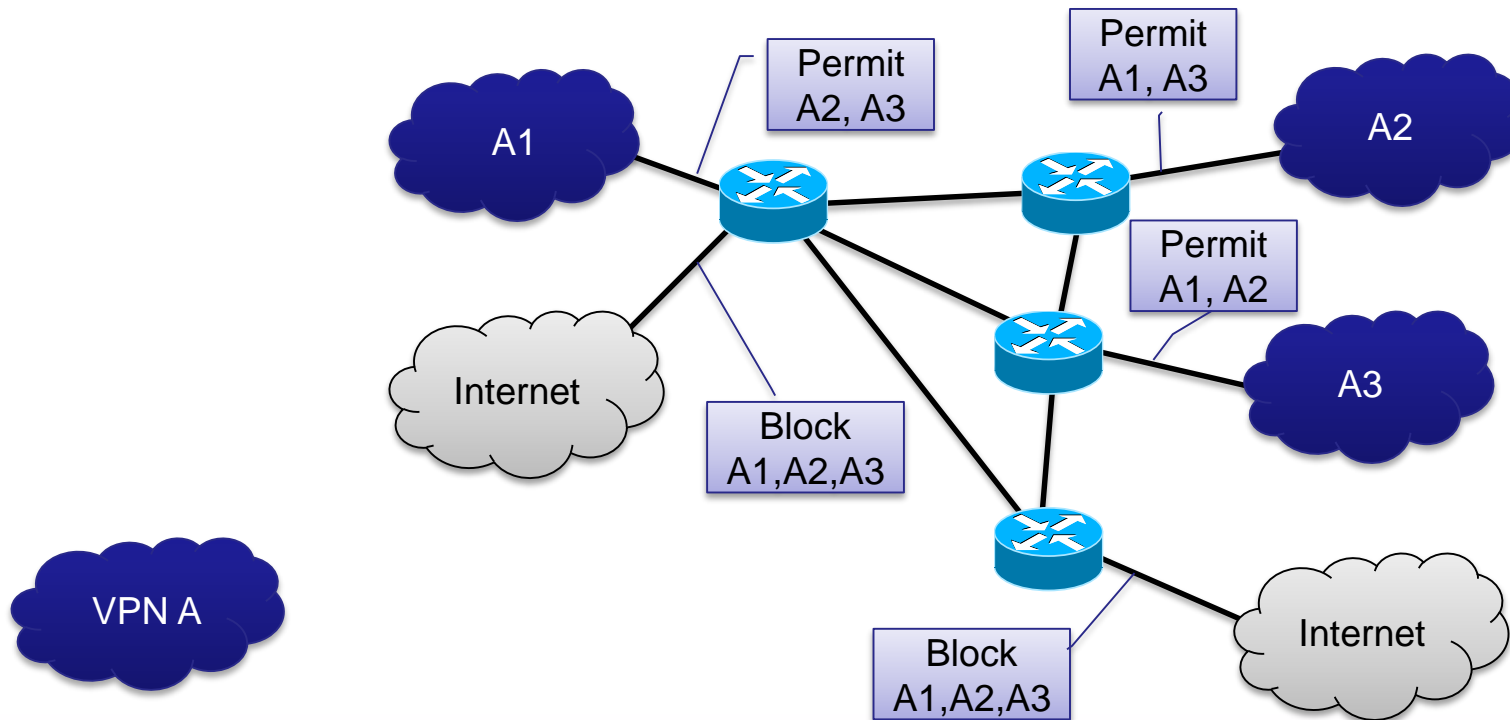 Permit
A1, A3
Permit
A2, A3
A1
A2
Permit
A1, A2
Internet
A3
Block
A1,A2,A3
VPN A
Internet
Block
A1,A2,A3